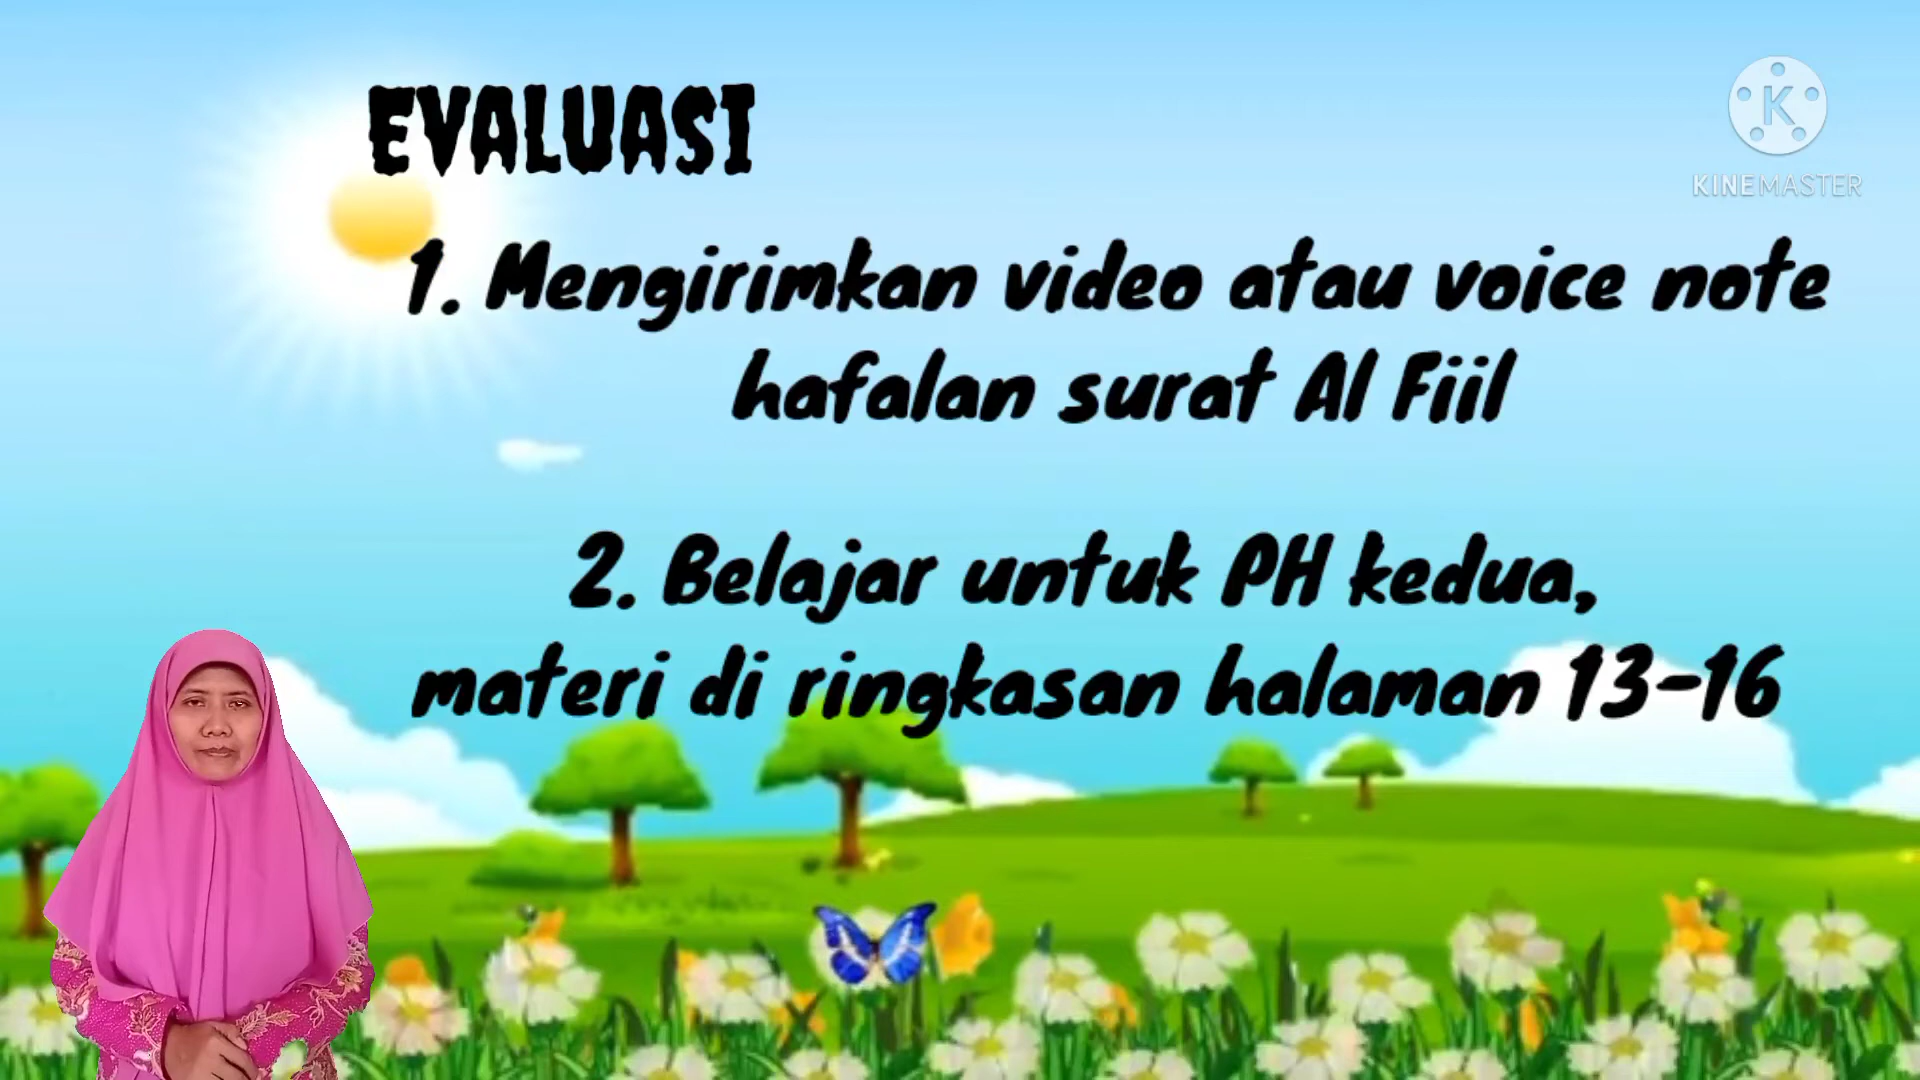 EVALUASI
K
KINEMASTER
1. Mengirimkan video atau voice note
hafalan surat Al Fiil
2. Belajar untuk PH kedua,
materi di ringkasan halaman 13-16